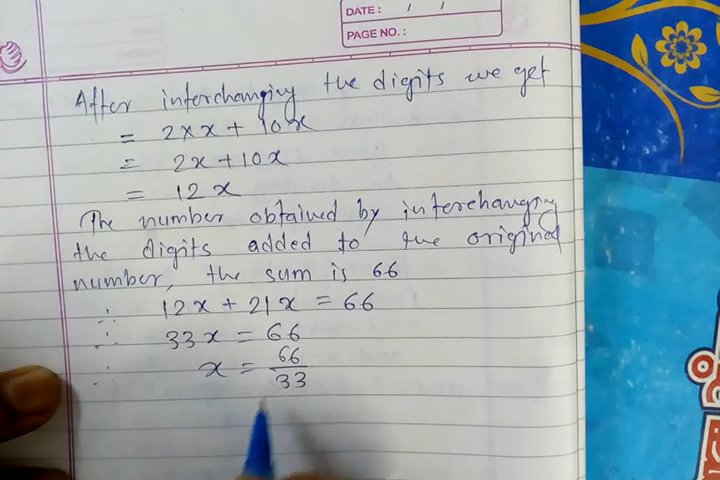 DATE: / /
PAGE NO.:
After interchanging the digits we get
= 2×x + 10x
= 2x + 10x
= 12x
The number obtained by interchanging
the digits added to the original
number, the sum is 66
∴ 12x + 21x = 66
∴ 33x = 66
∴ x = 66/33